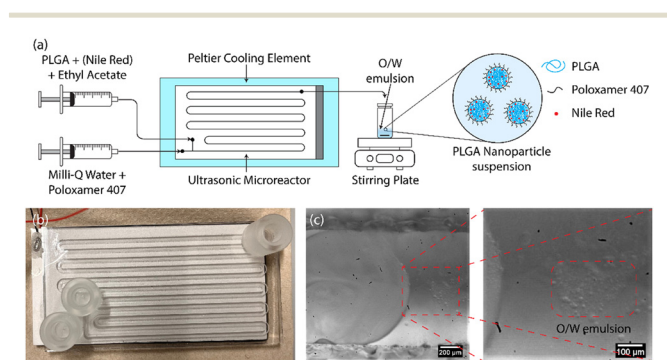 (a)
PLGA + (Nile Red)
+ Ethyl Acetate
Peltier Cooling Element
O/W
emulsion
PLGA
Poloxamer 407
Nile Red
Milli-Q Water +
Poloxamer 407
Ultrasonic Microreactor
Stirring Plate
PLGA Nanoparticle
suspension
(b)
(c)
200 µm
O/W emulsion
100 µm